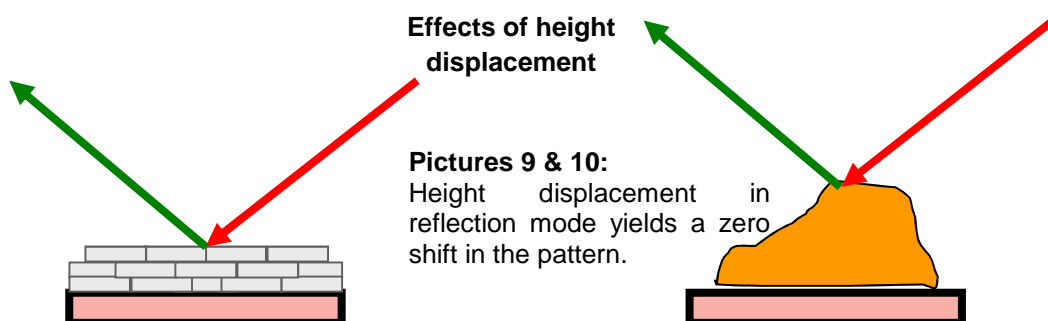 Effects of height
displacement
Pictures 9 & 10:
Height displacement in
reflection mode yields a zero
shift in the pattern.